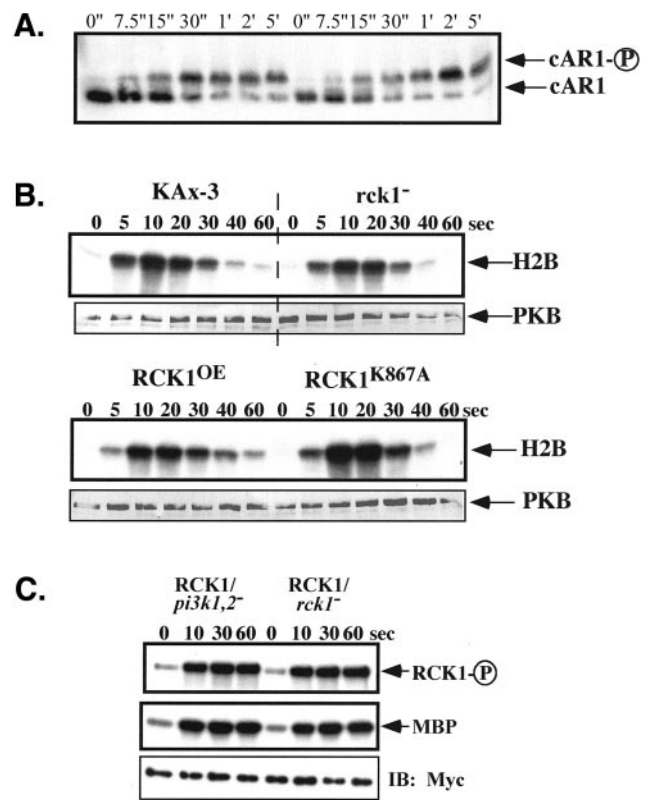 A.
0" 7.5" 15" 30" 1' 2' 5' 0" 7.5" 15" 30" 1' 2' 5'
cAR1-Ⓟ
cAR1
B.
KAx-3 rck1⁻
0 5 10 20 30 40 60 0 5 10 20 30 40 60 sec
H2B
PKB
RCK1ᴼᴱ RCK1ᴷ⁸⁶⁷ᴬ
0 5 10 20 30 40 60 0 5 10 20 30 40 60 sec
H2B
PKB
C.
RCK1/ RCK1/
pi3k1,2⁻ rck1⁻
0 10 30 60 0 10 30 60 sec
RCK1-Ⓟ
MBP
IB: Myc